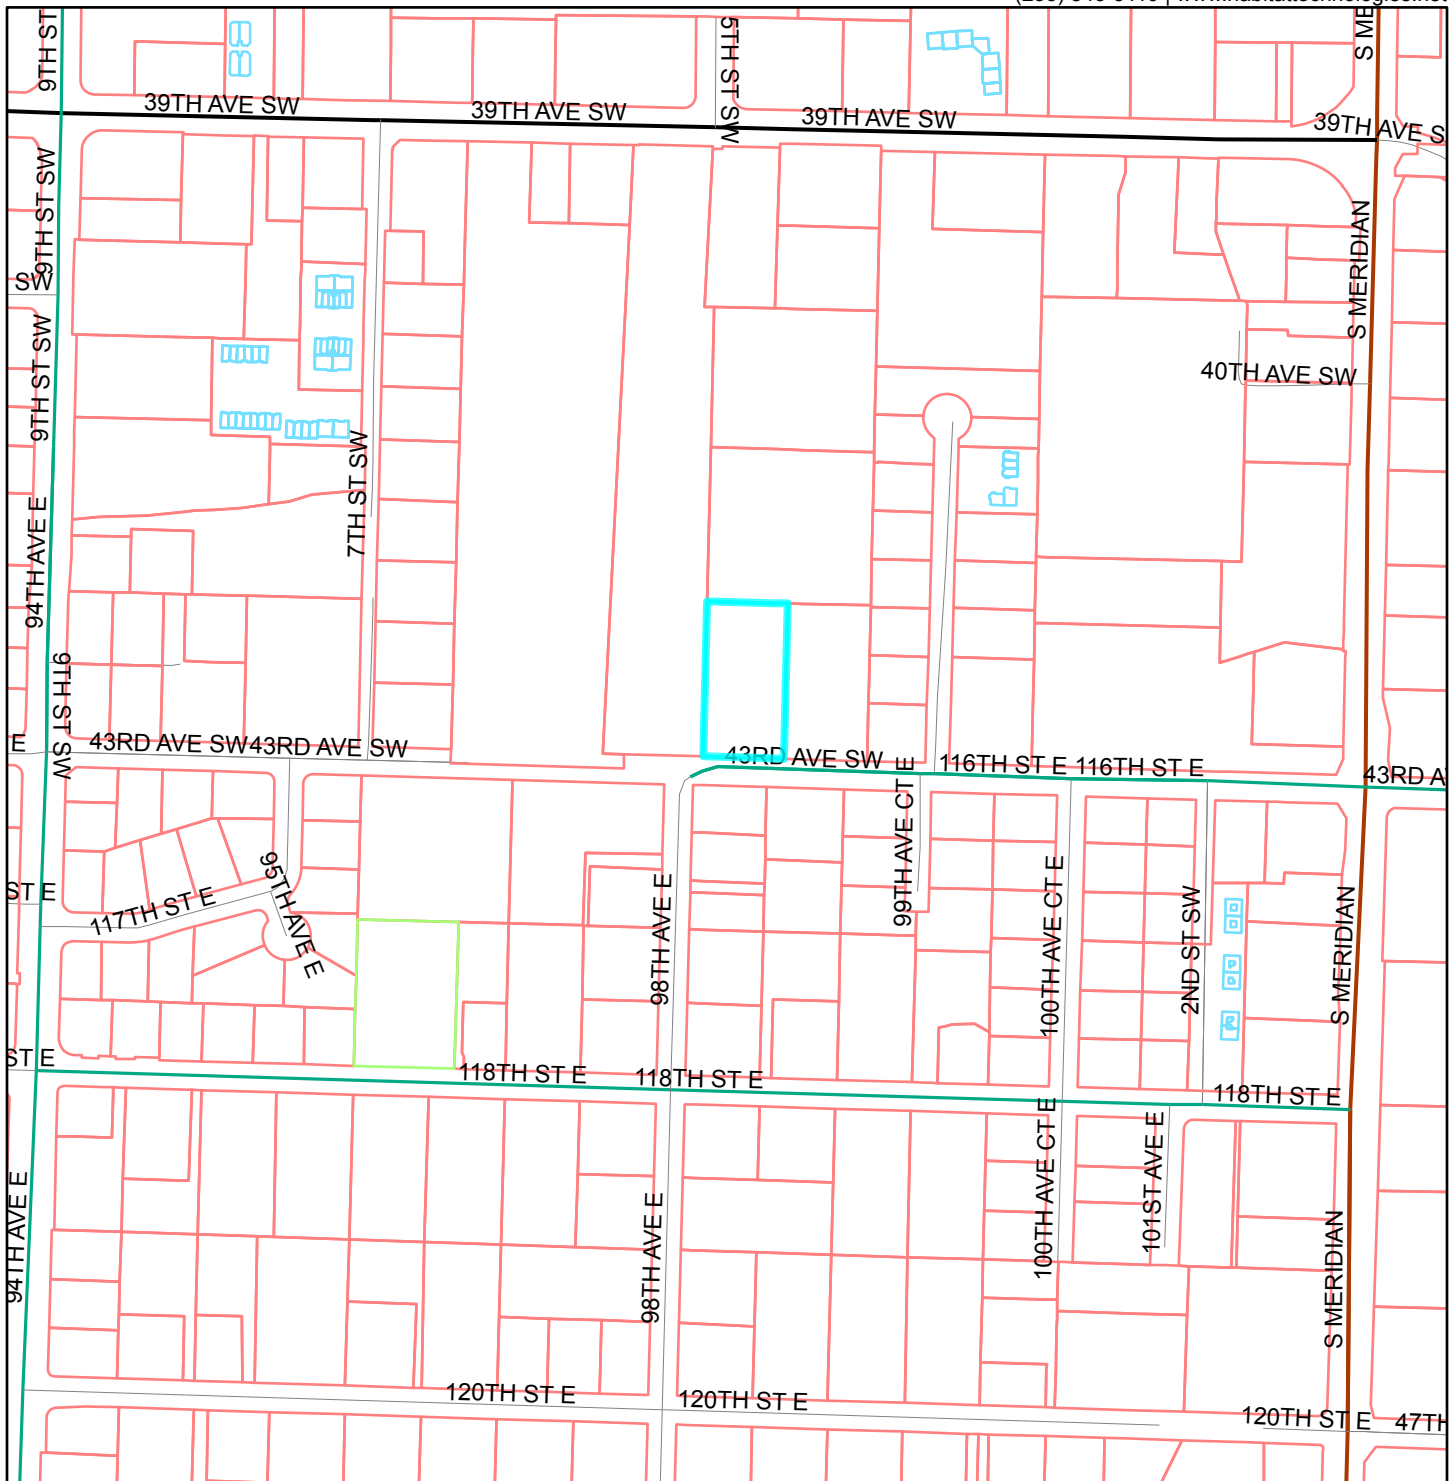 9TH ST
5TH ST SW
S ME
39TH AVE SW
39TH AVE SW
39TH AVE SW
39TH AVE S
9TH ST SW
S MERIDIAN
SW
9TH ST SW
40TH AVE SW
7TH ST SW
94TH AVE E
9TH ST SW
E
43RD AVE SW
43RD AVE SW
43RD AVE SW
116TH ST E
116TH ST E
43RD A
99TH AVE CT E
95TH AVE E
ST E
117TH ST E
98TH AVE E
100TH AVE CT E
2ND ST SW
S MERIDIAN
ST E
118TH ST E
118TH ST E
118TH ST E
100TH AVE CT E
101ST AVE E
94TH AVE E
98TH AVE E
S MERIDIAN
120TH ST E
120TH ST E
120TH ST E
47TH